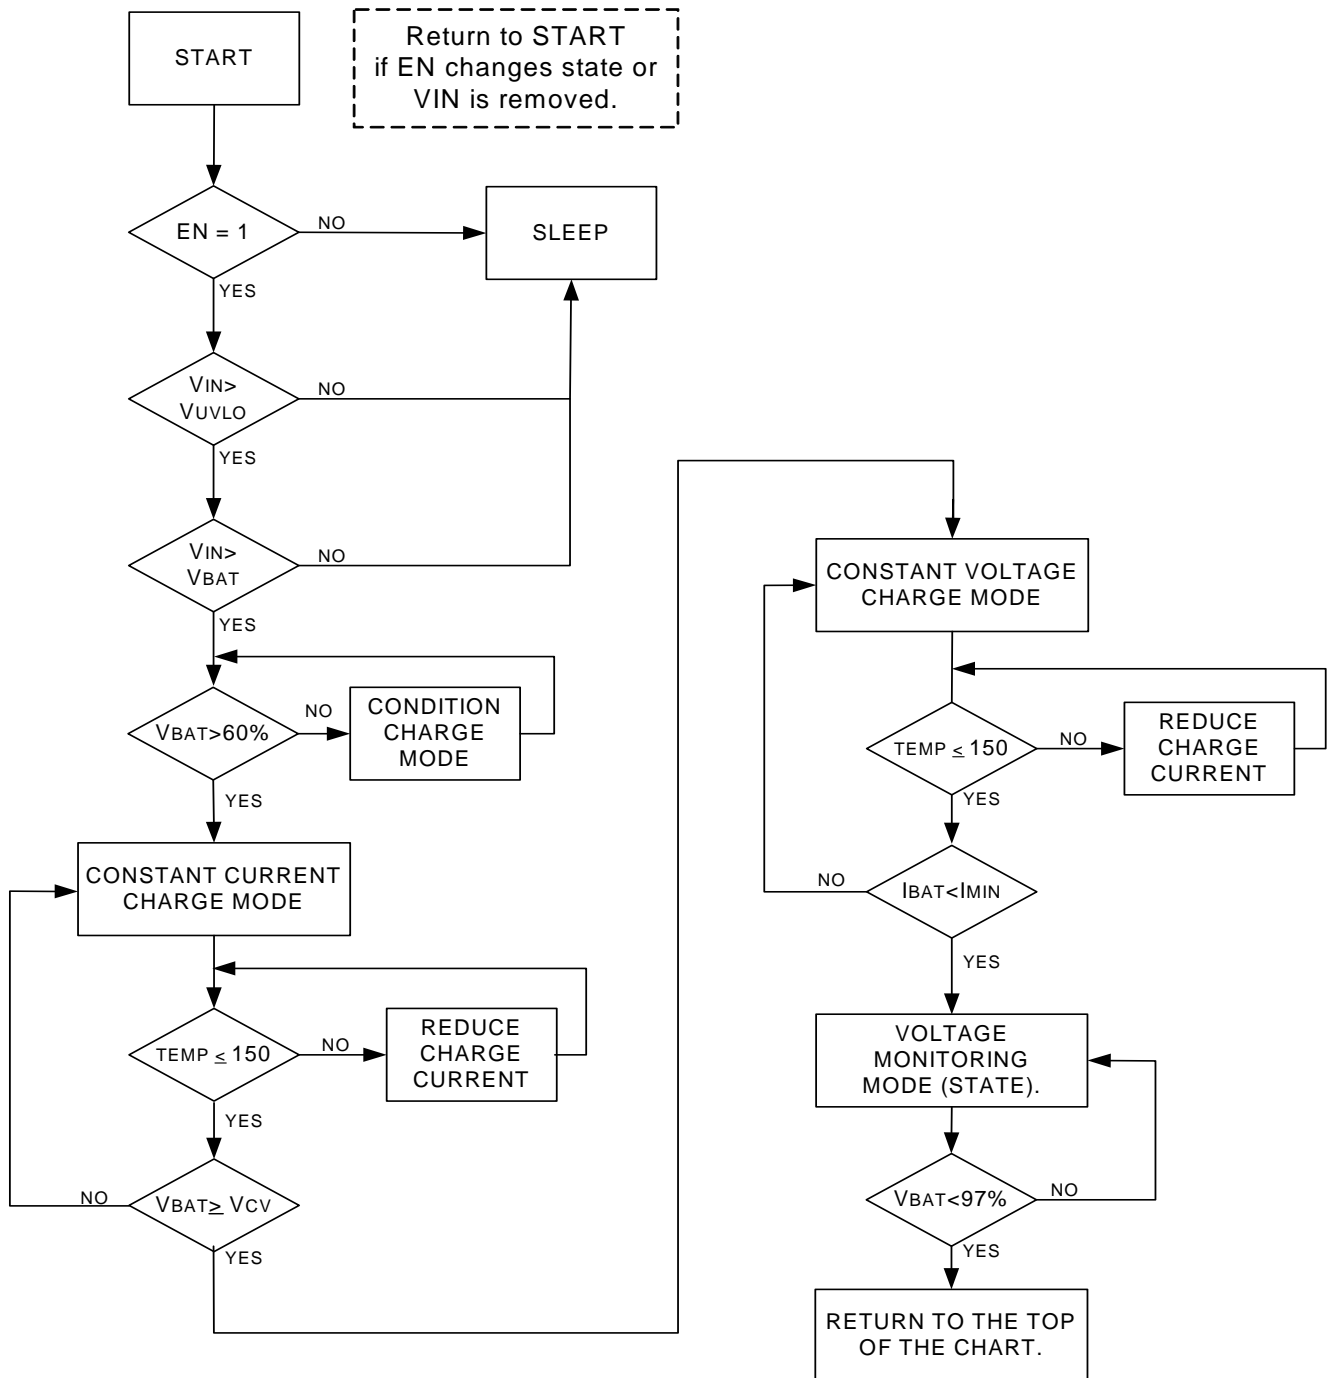 START
Return to START
if EN changes state or
VIN is removed.
EN = 1
NO
SLEEP
YES
VIN>
VUVLO
NO
YES
VIN>
VBAT
NO
YES
VBAT>60%
NO
CONDITION
CHARGE
MODE
YES
CONSTANT CURRENT
CHARGE MODE
TEMP ≤ 150
NO
REDUCE
CHARGE
CURRENT
YES
VBAT≥ VCV
NO
YES
CONSTANT VOLTAGE
CHARGE MODE
TEMP ≤ 150
NO
REDUCE
CHARGE
CURRENT
YES
IBAT<IMIN
NO
YES
VOLTAGE
MONITORING
MODE (STATE).
VBAT<97%
NO
YES
RETURN TO THE TOP
OF THE CHART.